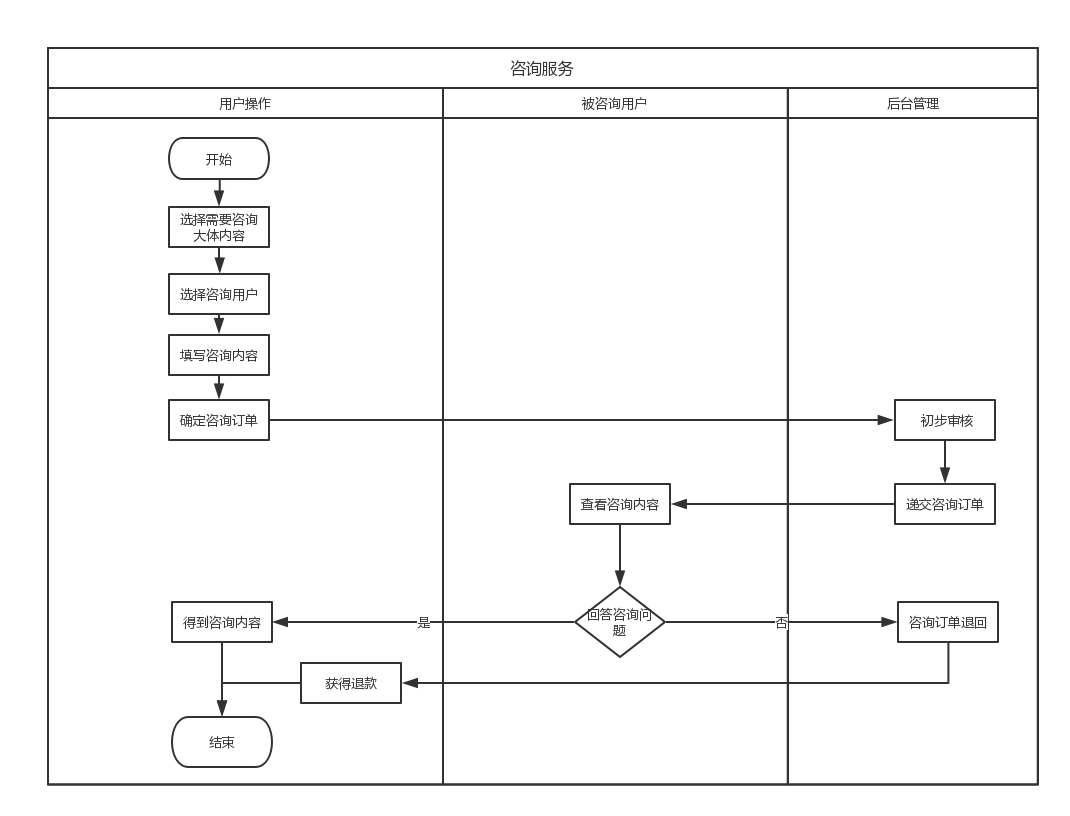 咨询服务
用户操作
被咨询用户
后台管理
开始
选择需要咨询
大体内容
选择咨询用户
填写咨询内容
确定咨询订单
初步审核
查看咨询内容
递交咨询订单
得到咨询内容
是
回答咨询问
题
否
咨询订单退回
获得退款
结束